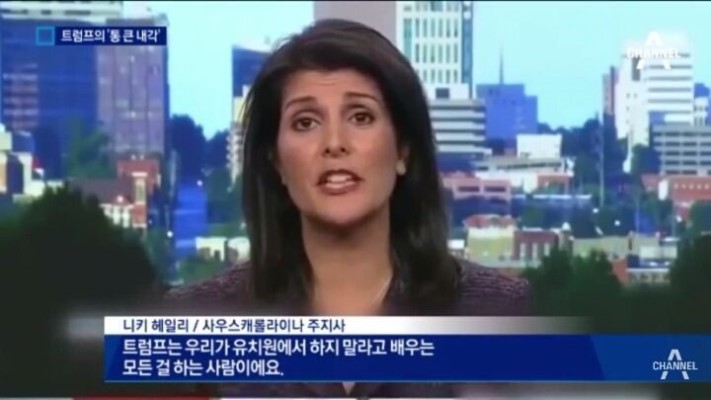 트럼프의 '통 큰 내각'
CHANNEL A
니키 헤일리 / 사우스캐롤라이나 주지사
트럼프는 우리가 유치원에서 하지 말라고 배우는
모든 걸 하는 사람이에요.
CHANNEL A